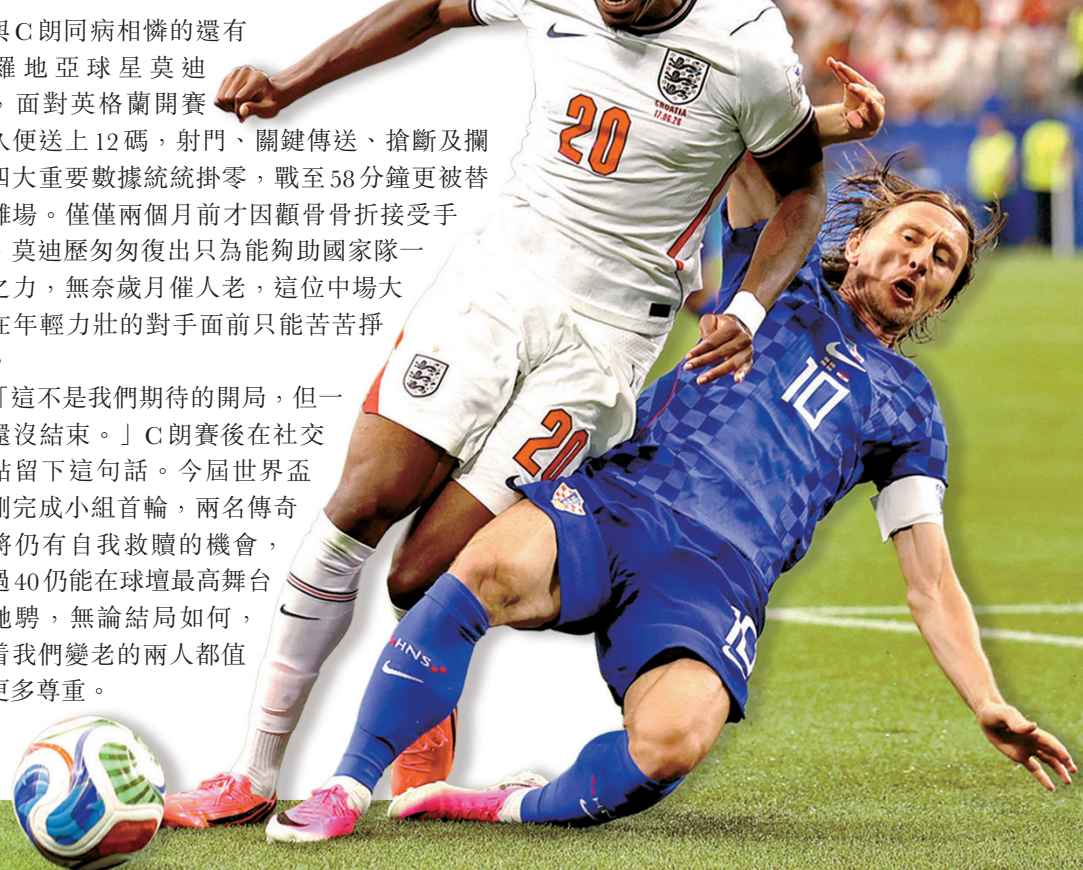 與C朗同病相憐的還有
羅地亞球星莫迪
，面對英格蘭開賽
久便送上12碼，射門、關鍵傳送、搶斷及攔
四大重要數據統統掛零，戰至58分鐘更被替
離場。僅僅兩個月前才因顴骨骨折接受手
，莫迪歷匆匆復出只為能夠助國家隊一
之力，無奈歲月催人老，這位中場大
在年輕力壯的對手面前只能苦苦掙
。
「這不是我們期待的開局，但一
還沒結束。」C朗賽後在社交
站留下這句話。今屆世界盃
剛完成小組首輪，兩名傳奇
將仍有自我救贖的機會，
過40仍能在球壇最高舞台
馳騁，無論結局如何，
着我們變老的兩人都值
更多尊重。
20
CROATIA
17.06.26
20
10
10
HNS